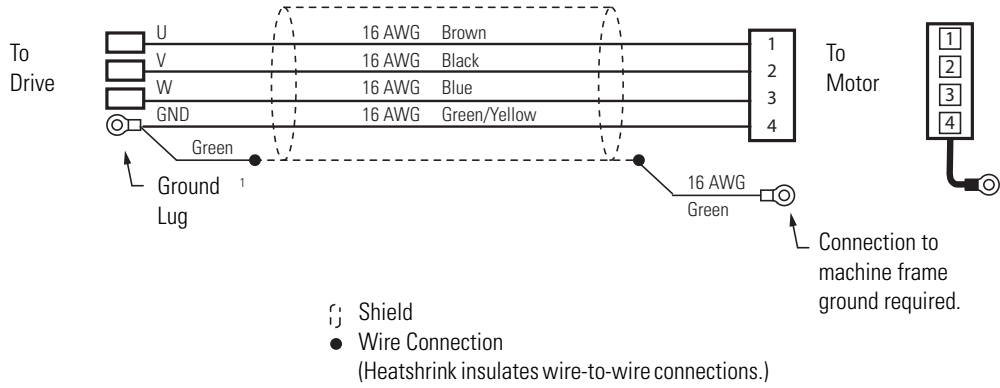 To
Drive
U 16 AWG Brown
V 16 AWG Black
W 16 AWG Blue
GND 16 AWG Green/Yellow
1
2
3
4
To
Motor
1
2
3
4
Green
Ground 1
Lug
16 AWG
Green
Connection to
machine frame
ground required.
Shield
Wire Connection
(Heatshrink insulates wire-to-wire connections.)